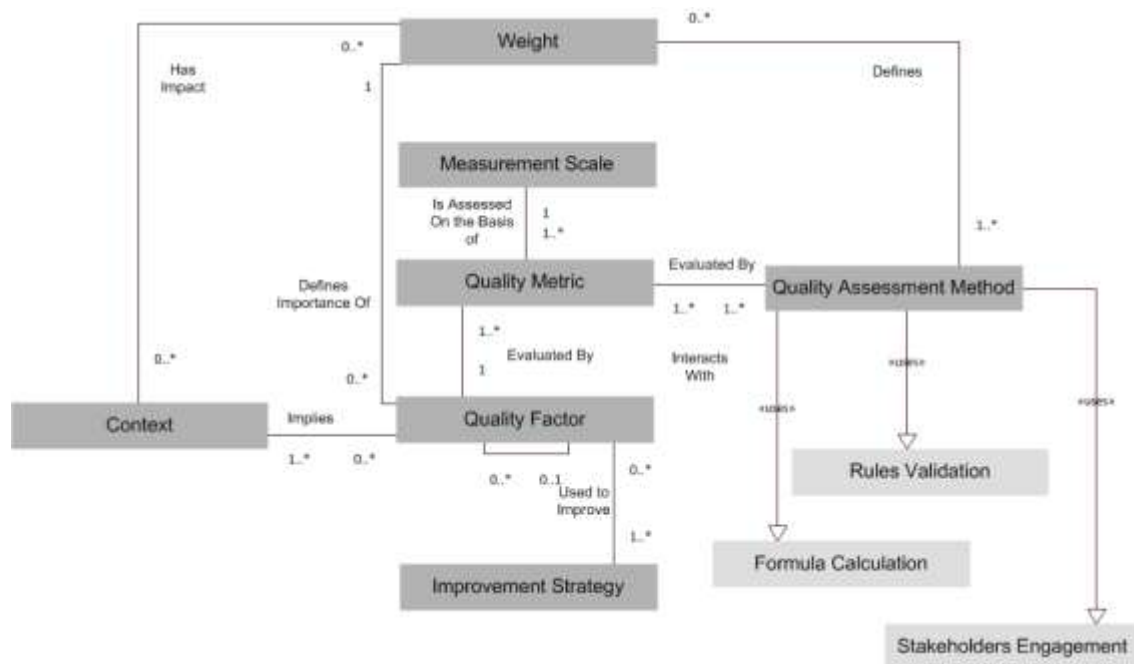 0..*
Weight
0..*
Has
Impact
1
Defines
Measurement Scale
Is Assessed
On the Basis
of
1
1..*
1..*
Quality Metric
Evaluated By
Quality Assessment Method
Defines
Importance Of
1..*
1..*
1..*
Evaluated By
1
Interacts
With
«uses»
0..*
0..*
«uses»
«uses»
Context
Implies
Quality Factor
1..*
0..*
0..*
0..1
0..*
Rules Validation
Used to
Improve
1..*
Formula Calculation
Improvement Strategy
Stakeholders Engagement